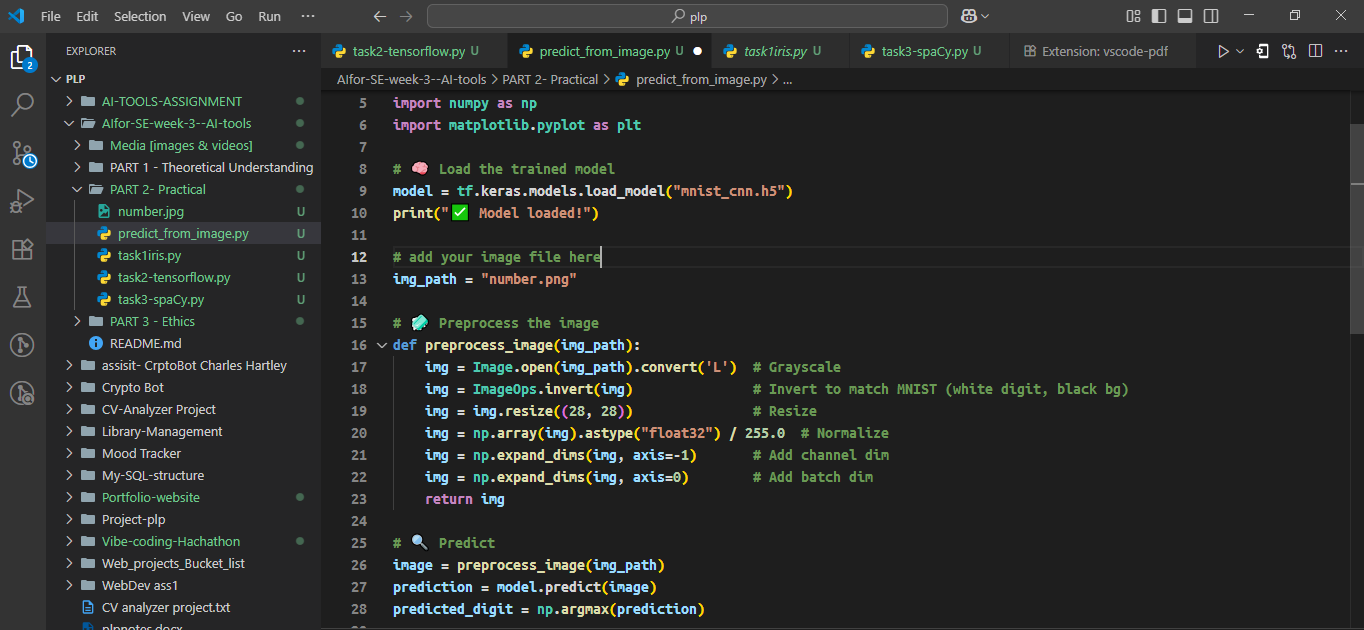 File Edit Selection View Go Run ··· plp
EXPLORER ···
2
PLP
AI-TOOLS-ASSIGNMENT
AIfor-SE-week-3--AI-tools
Media [images & videos]
PART 1 - Theoretical Understanding
PART 2- Practical
number.jpg U
predict_from_image.py U
task1iris.py U
task2-tensorflow.py U
task3-spaCy.py U
PART 3 - Ethics
README.md
assisit- CrptoBot Charles Hartley
Crypto Bot
CV-Analyzer Project
Library-Management
Mood Tracker
My-SQL-structure
Portfolio-website
Project-plp
Vibe-coding-Hachathon
Web_projects_Bucket_list
WebDev ass1
CV analyzer project.txt
plpnotes.docx
task2-tensorflow.py U predict_from_image.py U task1iris.py U task3-spaCy.py U Extension: vscode-pdf ···
AIfor-SE-week-3--AI-tools > PART 2- Practical > predict_from_image.py > ...
5 import numpy as np
6 import matplotlib.pyplot as plt
7
8 # 🧠 Load the trained model
9 model = tf.keras.models.load_model("mnist_cnn.h5")
10 print("✅ Model loaded!")
11
12 # add your image file here
13 img_path = "number.png"
14
15 # 🧼 Preprocess the image
16 def preprocess_image(img_path):
17 img = Image.open(img_path).convert('L') # Grayscale
18 img = ImageOps.invert(img) # Invert to match MNIST (white digit, black bg)
19 img = img.resize((28, 28)) # Resize
20 img = np.array(img).astype("float32") / 255.0 # Normalize
21 img = np.expand_dims(img, axis=-1) # Add channel dim
22 img = np.expand_dims(img, axis=0) # Add batch dim
23 return img
24
25 # 🔍 Predict
26 image = preprocess_image(img_path)
27 prediction = model.predict(image)
28 predicted_digit = np.argmax(prediction)